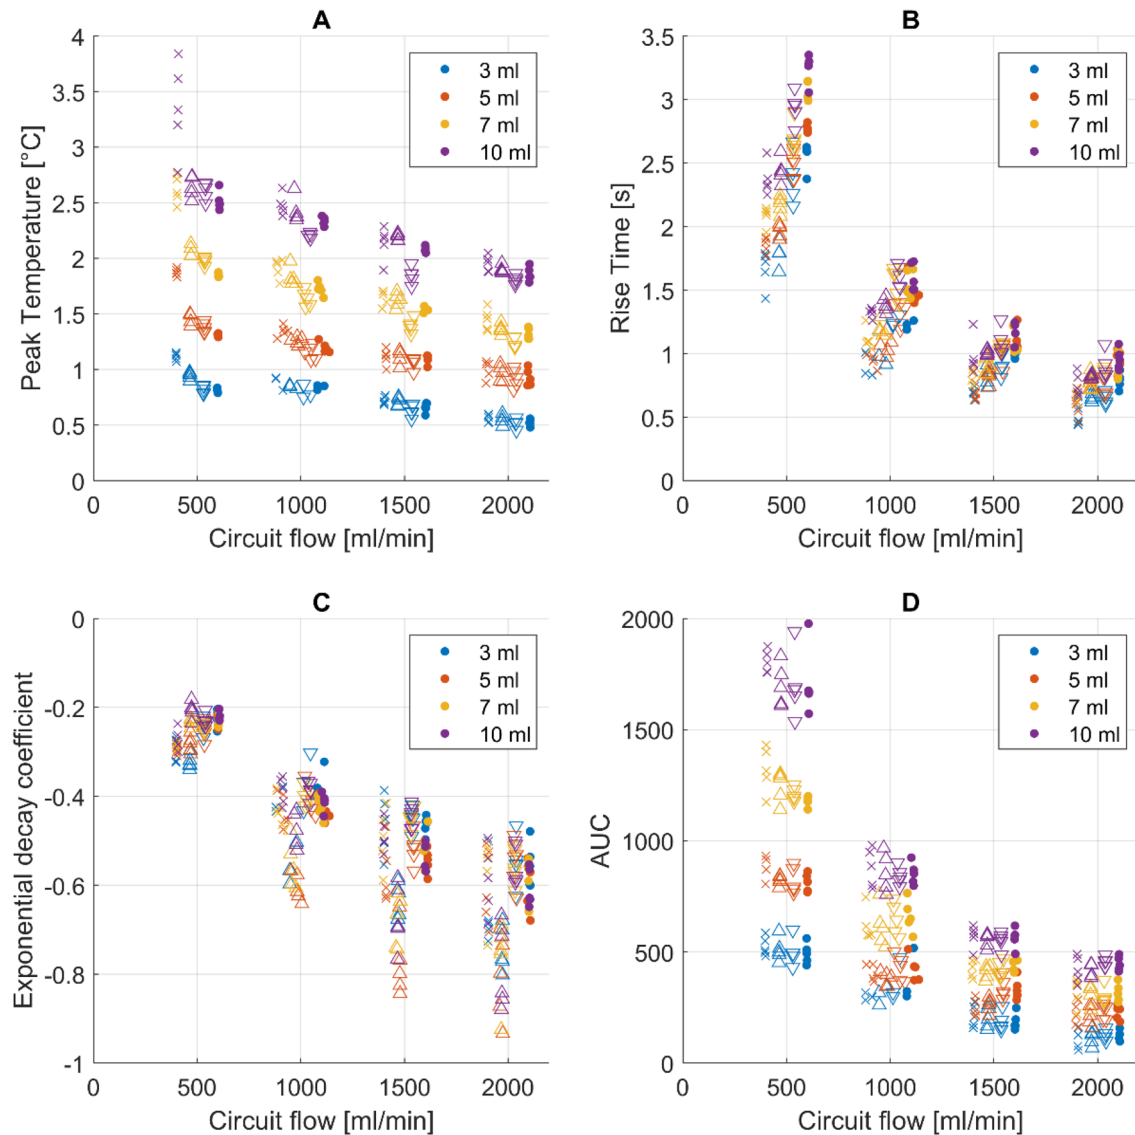 A
Peak Temperature [°C]
4
3.5
3
2.5
2
1.5
1
0.5
0
0
500
1000
1500
2000
Circuit flow [ml/min]
3 ml
5 ml
7 ml
10 ml
B
Rise Time [s]
3.5
3
2.5
2
1.5
1
0.5
0
0
500
1000
1500
2000
Circuit flow [ml/min]
3 ml
5 ml
7 ml
10 ml
C
Exponential decay coefficient
0
-0.2
-0.4
-0.6
-0.8
-1
0
500
1000
1500
2000
Circuit flow [ml/min]
3 ml
5 ml
7 ml
10 ml
D
AUC
2000
1500
1000
500
0
0
500
1000
1500
2000
Circuit flow [ml/min]
3 ml
5 ml
7 ml
10 ml